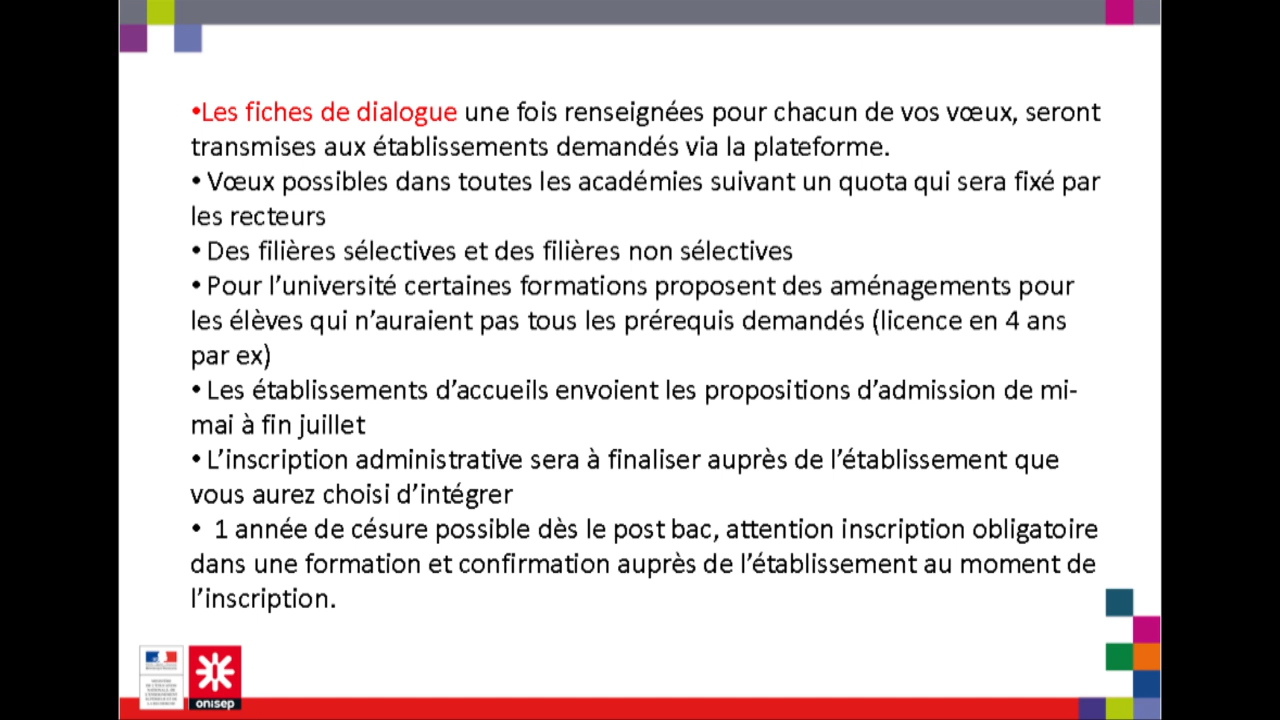 •Les fiches de dialogue une fois renseignées pour chacun de vos vœux, seront
transmises aux établissements demandés via la plateforme.
• Vœux possibles dans toutes les académies suivant un quota qui sera fixé par
les recteurs
• Des filières sélectives et des filières non sélectives
• Pour l’université certaines formations proposent des aménagements pour
les élèves qui n’auraient pas tous les prérequis demandés (licence en 4 ans
par ex)
• Les établissements d’accueils envoient les propositions d’admission de mi-
mai à fin juillet
• L’inscription administrative sera à finaliser auprès de l’établissement que
vous aurez choisi d’intégrer
• 1 année de césure possible dès le post bac, attention inscription obligatoire
dans une formation et confirmation auprès de l’établissement au moment de
l’inscription.
onisep